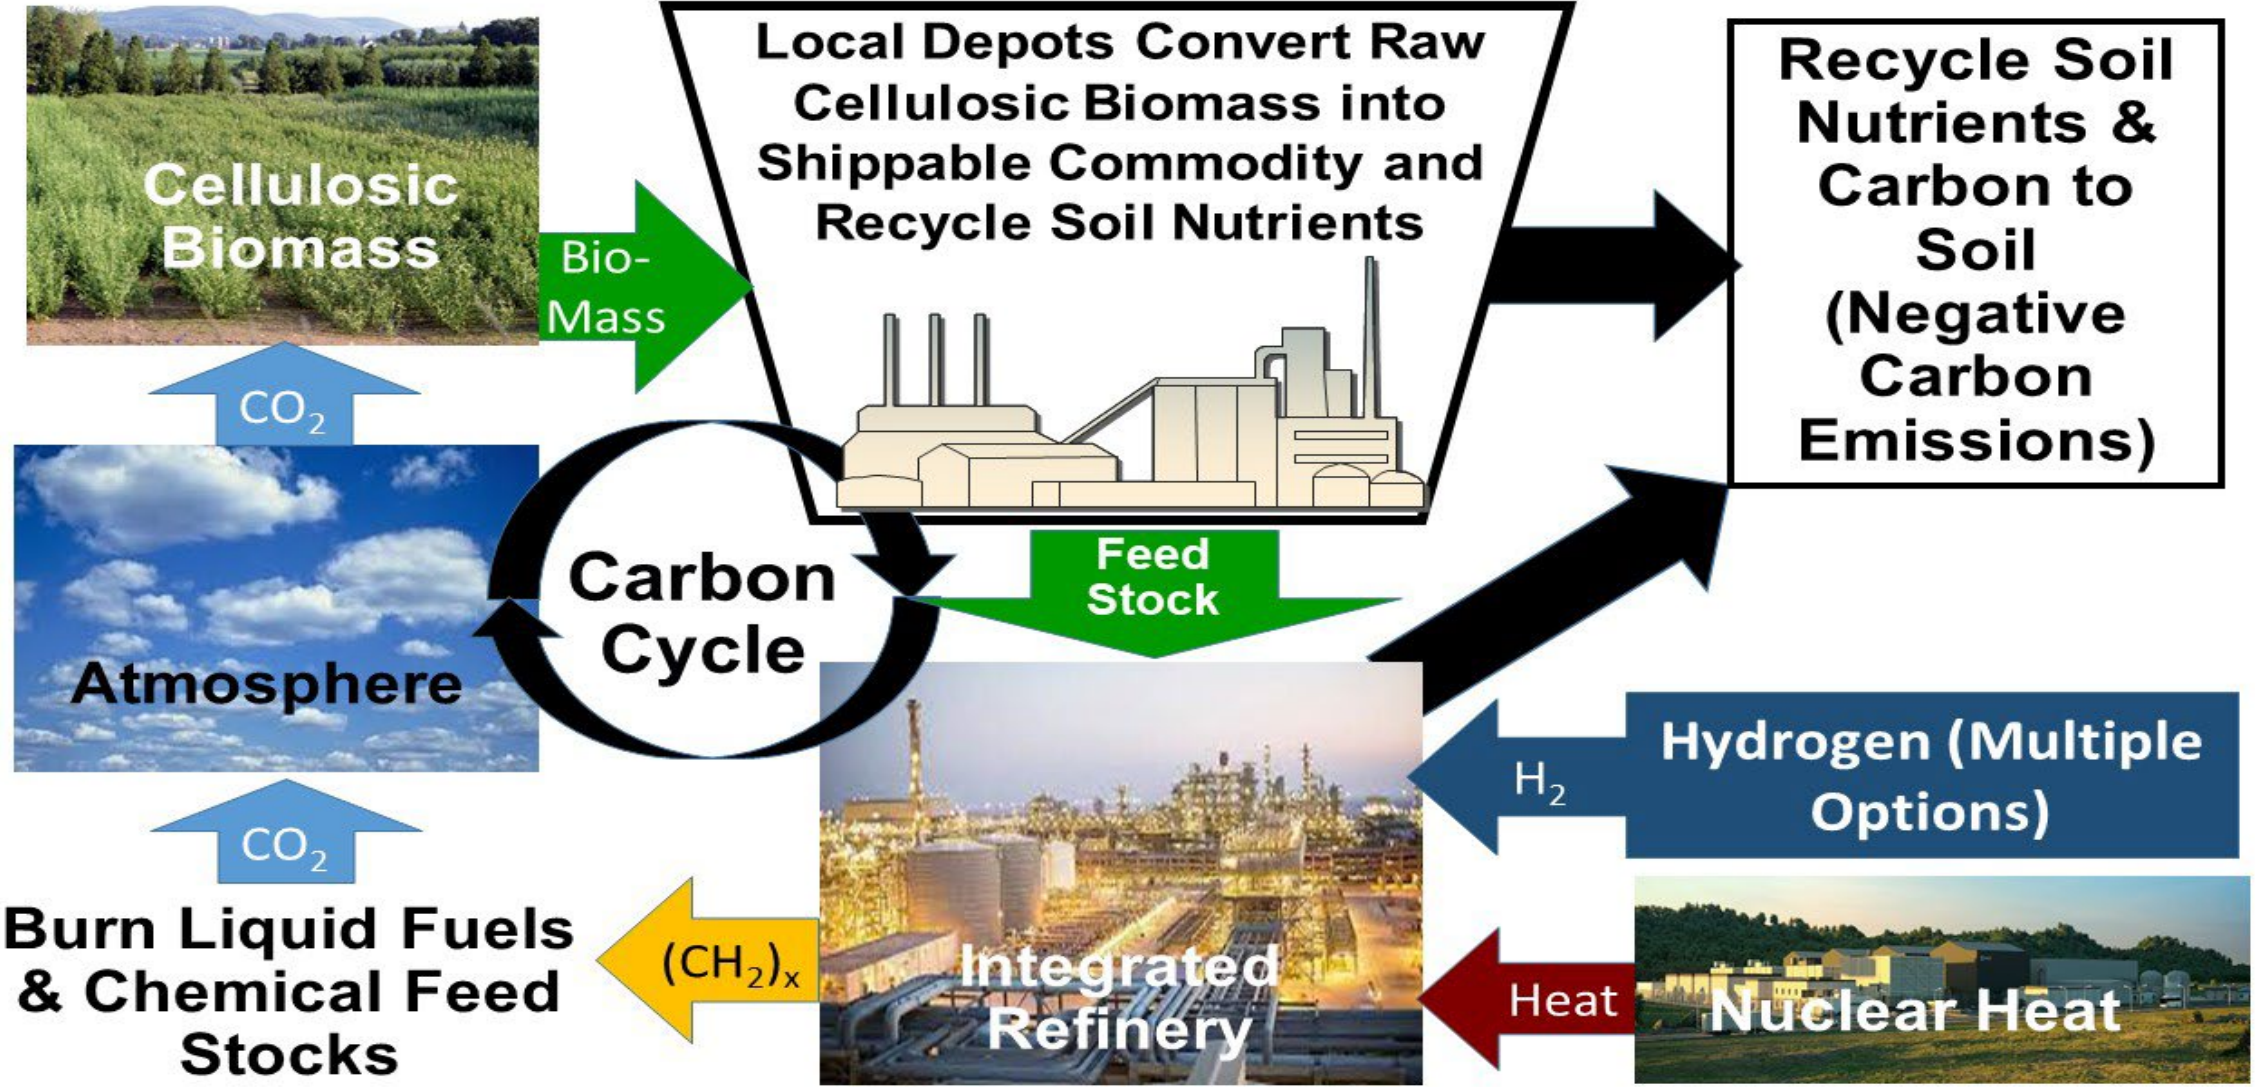 Local Depots Convert Raw
Cellulosic Biomass into
Shippable Commodity and
Recycle Soil Nutrients
Recycle Soil
Nutrients &
Carbon to
Soil
(Negative
Carbon
Emissions)
Cellulosic
Biomass
Bio-
Mass
CO₂
Carbon
Cycle
Feed
Stock
Atmosphere
CO₂
Burn Liquid Fuels
& Chemical Feed
Stocks
(CH₂)ₓ
Integrated
Refinery
H₂
Hydrogen (Multiple
Options)
Heat
Nuclear Heat